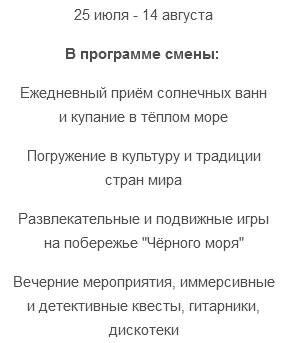 25 июля - 14 августа
В программе смены:
Ежедневный приём солнечных ванн
и купание в тёплом море
Погружение в культуру и традиции
стран мира
Развлекательные и подвижные игры
на побережье "Чёрного моря"
Вечерние мероприятия, иммерсивные
и детективные квесты, гитарники,
дискотеки